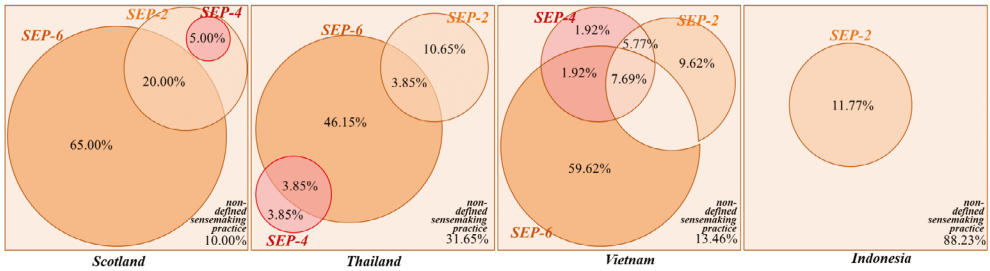 SEP-2
SEP-4
SEP-6
5.00%
20.00%
65.00%
non-
defined
sensemaking
practice
10.00%
Scotland
SEP-2
SEP-6
10.65%
3.85%
46.15%
3.85%
3.85%
SEP-4
non-
defined
sensemaking
practice
31.65%
Thailand
SEP-4
SEP-2
1.92%
5.77%
9.62%
1.92%
7.69%
59.62%
SEP-6
non-
defined
sensemaking
practice
13.46%
Vietnam
SEP-2
11.77%
non-
defined
sensemaking
practice
88.23%
Indonesia